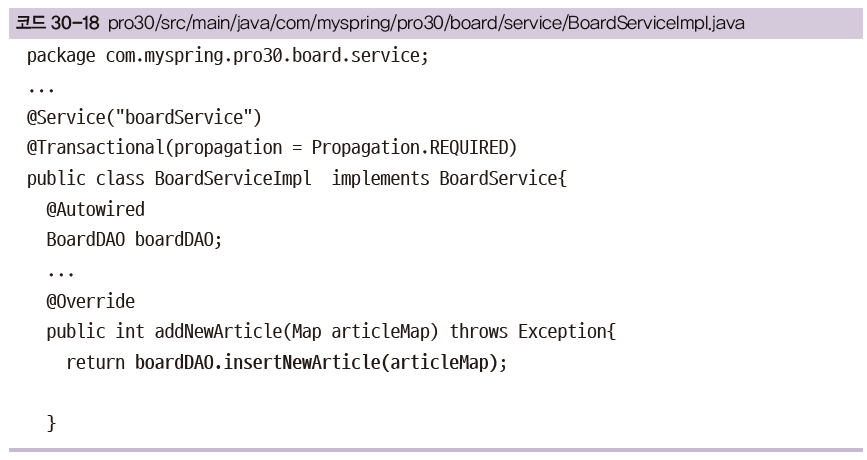 코드 30-18 pro30/src/main/java/com/myspring/pro30/board/service/BoardServiceImpl.java
package com.myspring.pro30.board.service;
...
@Service("boardService")
@Transactional(propagation = Propagation.REQUIRED)
public class BoardServiceImpl  implements BoardService{
  @Autowired
  BoardDAO boardDAO;
  ...
  @Override
  public int addNewArticle(Map articleMap) throws Exception{
    return boardDAO.insertNewArticle(articleMap);
  }